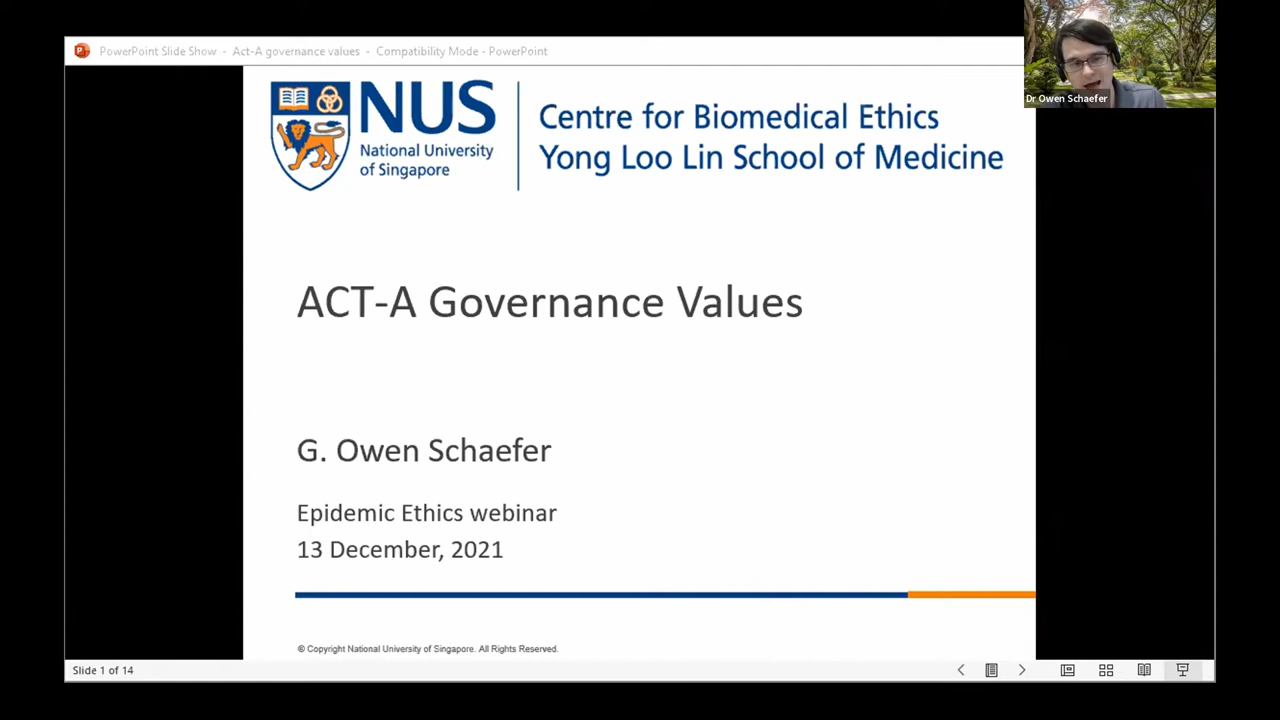 PowerPoint Slide Show - Act-A governance values - Compatibility Mode - PowerPoint
Dr Owen Schaefer
NUS
National University
of Singapore
Centre for Biomedical Ethics
Yong Loo Lin School of Medicine
ACT-A Governance Values
G. Owen Schaefer
Epidemic Ethics webinar
13 December, 2021
© Copyright National University of Singapore. All Rights Reserved.
Slide 1 of 14